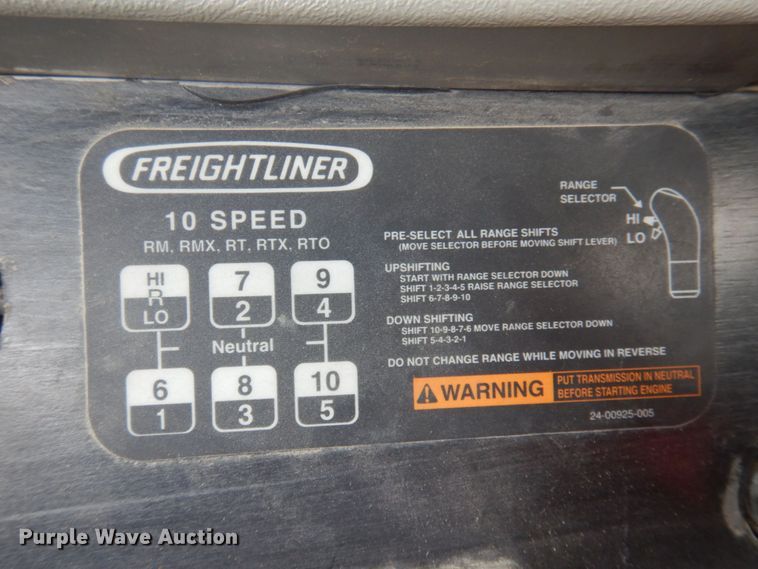 FREIGHTLINER
10 SPEED
RM, RMX, RT, RTX, RTO
HI
R
LO
7
2
9
4
Neutral
6
1
8
3
10
5
RANGE
SELECTOR
HI
LO
PRE-SELECT ALL RANGE SHIFTS
(MOVE SELECTOR BEFORE MOVING SHIFT LEVER)
UPSHIFTING
START WITH RANGE SELECTOR DOWN
SHIFT 1-2-3-4-5 RAISE RANGE SELECTOR
SHIFT 6-7-8-9-10
DOWN SHIFTING
SHIFT 10-9-8-7-6 MOVE RANGE SELECTOR DOWN
SHIFT 5-4-3-2-1
DO NOT CHANGE RANGE WHILE MOVING IN REVERSE
WARNING
PUT TRANSMISSION IN NEUTRAL
BEFORE STARTING ENGINE
24-00925-005
Purple Wave Auction